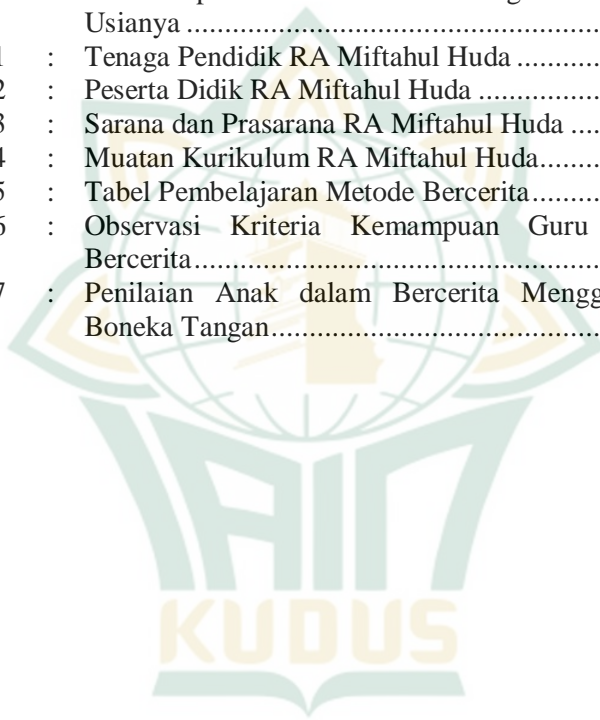 Usianya
1 : Tenaga Pendidik RA Miftahul Huda
2 : Peserta Didik RA Miftahul Huda
3 : Sarana dan Prasarana RA Miftahul Huda
4 : Muatan Kurikulum RA Miftahul Huda
5 : Tabel Pembelajaran Metode Bercerita
6 : Observasi Kriteria Kemampuan Guru
Bercerita
7 : Penilaian Anak dalam Bercerita
Boneka Tangan
IAIN
KUDUS